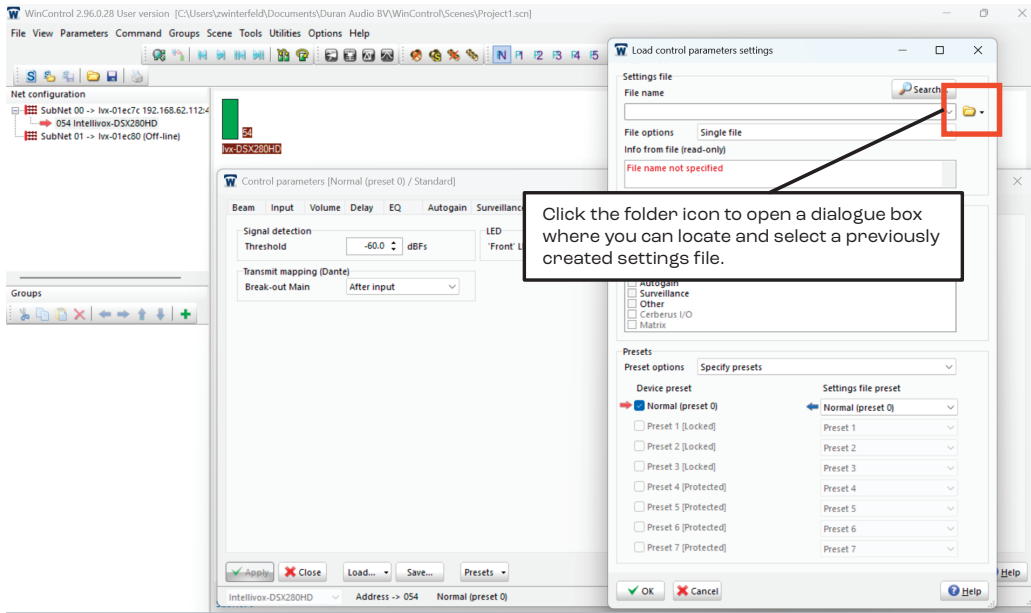 WinControl 2.96.0.28 User version [C:\Users\zwinterfeld\Documents\Duran Audio BV\WinControl\Scenes\Project1.scn]
File View Parameters Command Groups Scene Tools Utilities Options Help
Net configuration
SubNet 00 -> lvx-01ec7c 192.168.62.112:4
054 Intellivox-DSX280HD
SubNet 01 -> lvx-01ec80 (Off-line)
Groups
54
lvx-DSX280HD
Control parameters [Normal (preset 0) / Standard]
Beam Input Volume Delay EQ Autogain Surveillance
Signal detection
Threshold -60.0 dBFs
LED
'Front'
Transmit mapping (Dante)
Break-out Main After input
Apply Close Load... Save... Presets
Help
Intellivox-DSX280HD Address -> 054 Normal (preset 0)
Load control parameters settings
Settings file
File name Search
File options Single file
Info from file (read-only)
File name not specified
Click the folder icon to open a dialogue box
where you can locate and select a previously
created settings file.
Autogain
Surveillance
Other
Cerberus I/O
Matrix
Presets
Preset options Specify presets
Device preset Settings file preset
Normal (preset 0) Normal (preset 0)
Preset 1 [Locked] Preset 1
Preset 2 [Locked] Preset 2
Preset 3 [Locked] Preset 3
Preset 4 [Protected] Preset 4
Preset 5 [Protected] Preset 5
Preset 6 [Protected] Preset 6
Preset 7 [Protected] Preset 7
OK Cancel Help